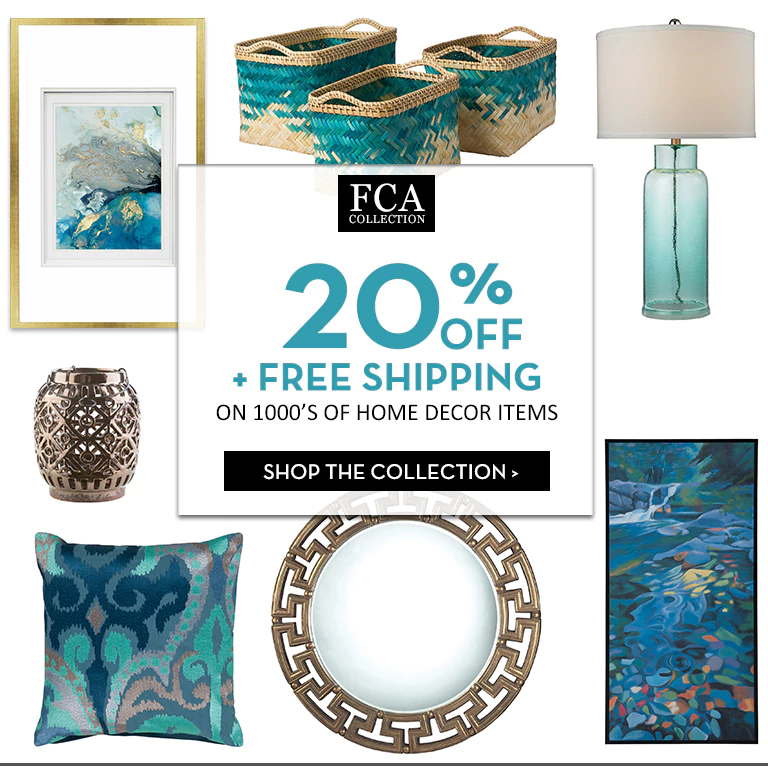 FCA
COLLECTION
20%
OFF
+ FREE SHIPPING
ON 1000'S OF HOME DECOR ITEMS
SHOP THE COLLECTION >